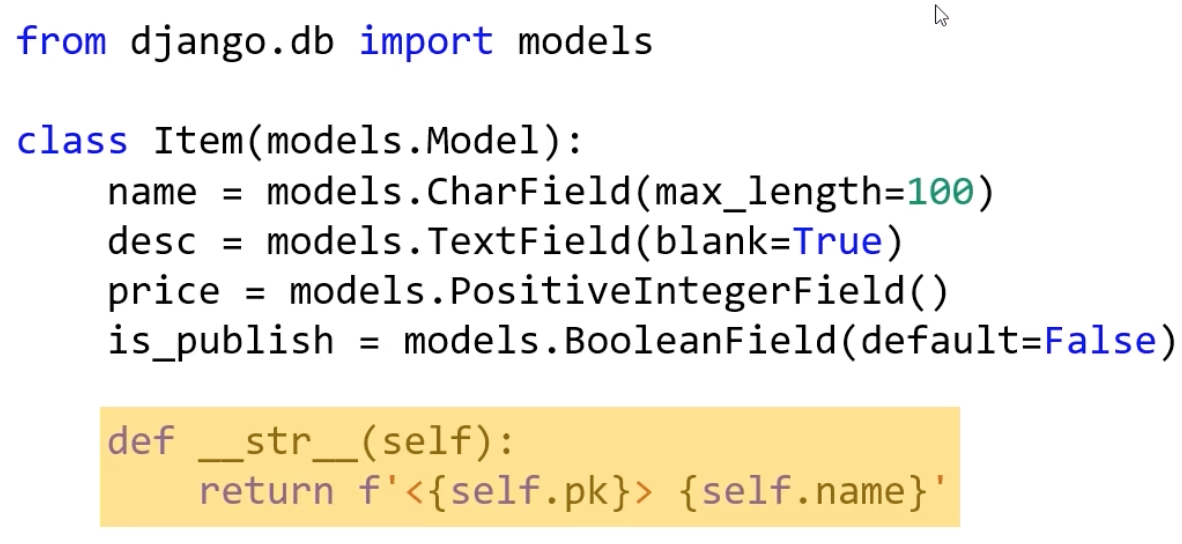 from django.db import models
class Item(models.Model):
    name = models.CharField(max_length=100)
    desc = models.TextField(blank=True)
    price = models.PositiveIntegerField()
    is_publish = models.BooleanField(default=False)
    def __str__(self):
        return f'<{self.pk}> {self.name}'